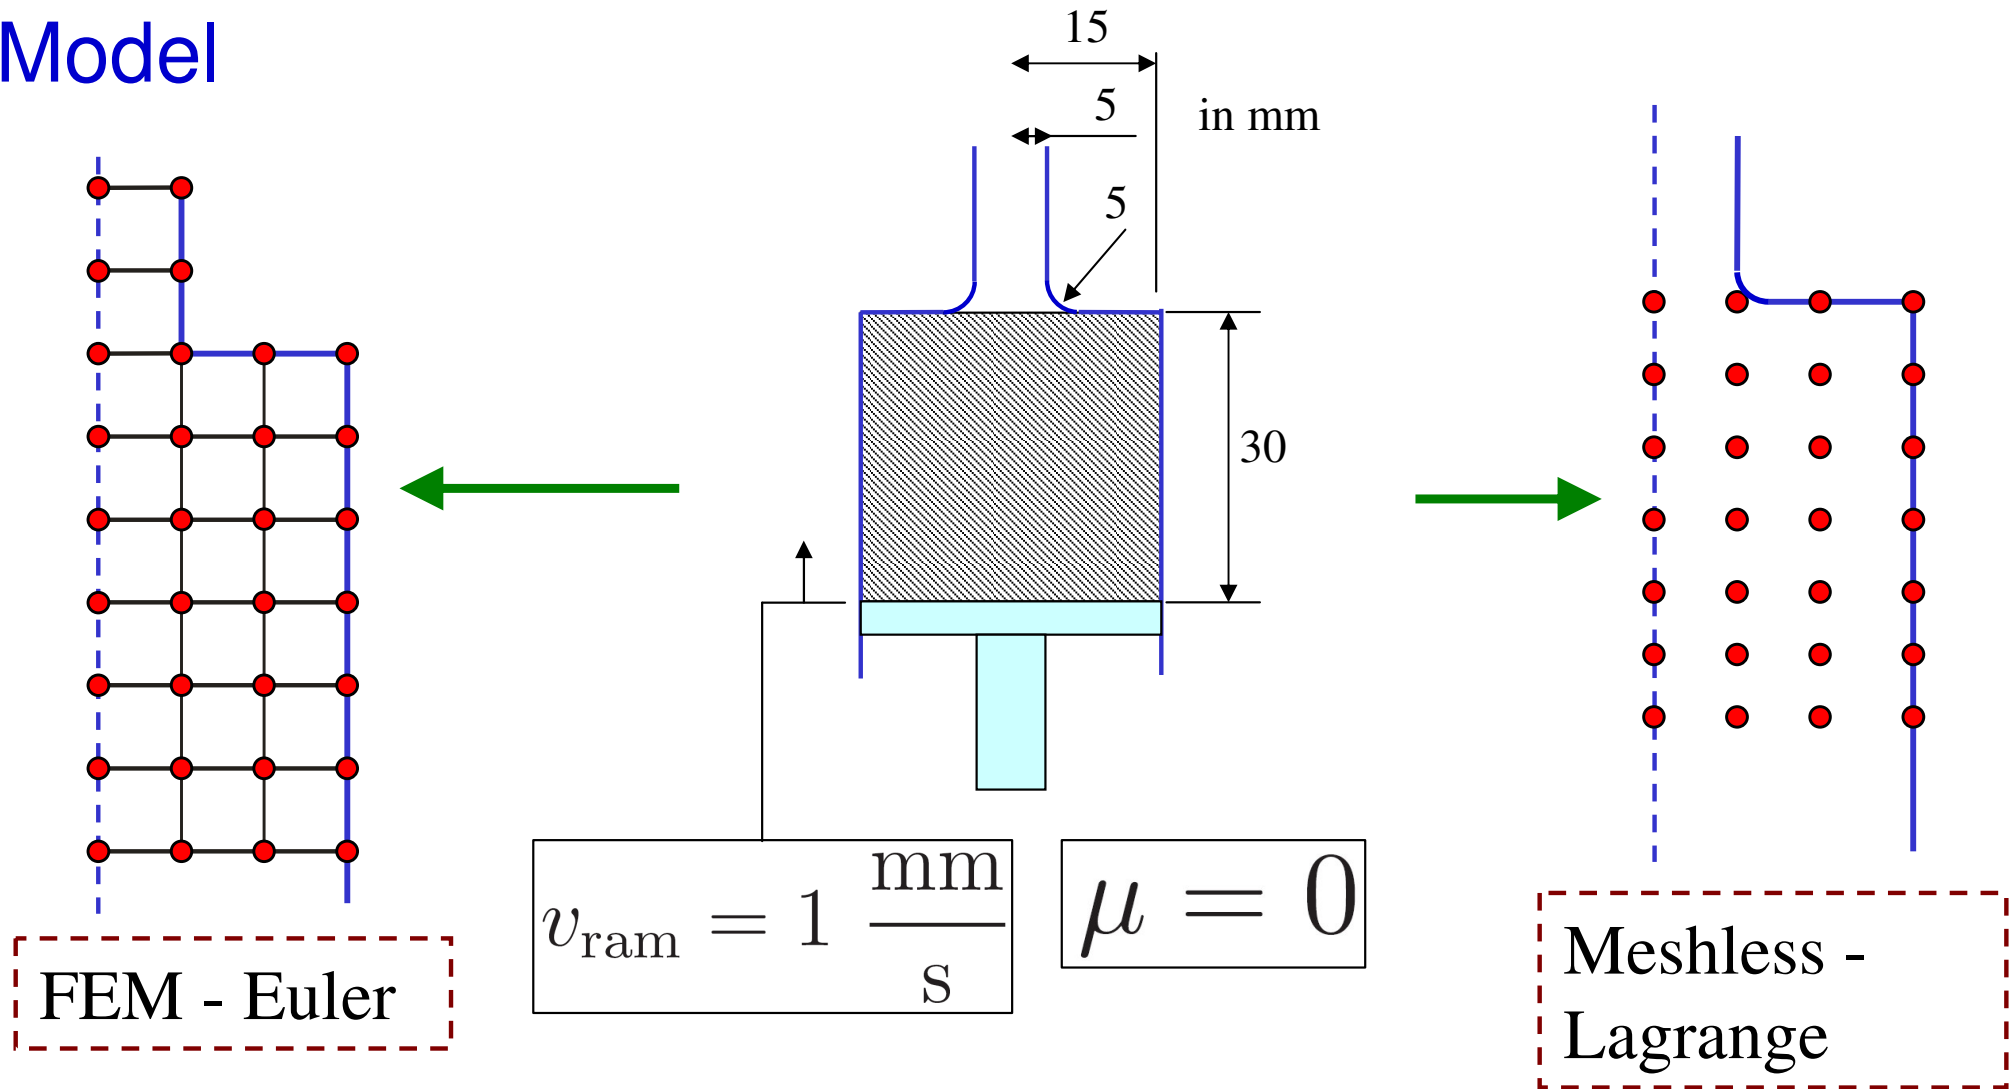 Model
15
5
in mm
5
30
v_ram = 1 mm/s
μ = 0
FEM - Euler
Meshless -
Lagrange